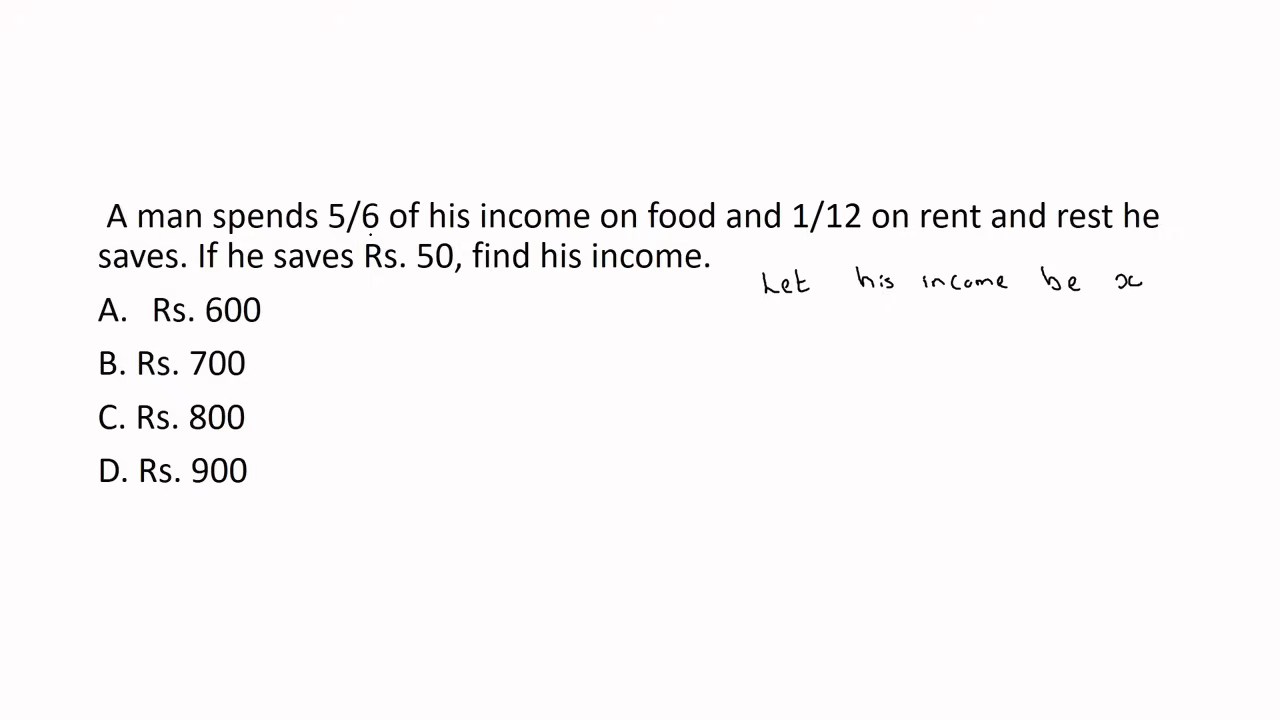 A man spends 5/6 of his income on food and 1/12 on rent and rest he
saves. If he saves Rs. 50, find his income.
Let his income be x
A. Rs. 600
B. Rs. 700
C. Rs. 800
D. Rs. 900